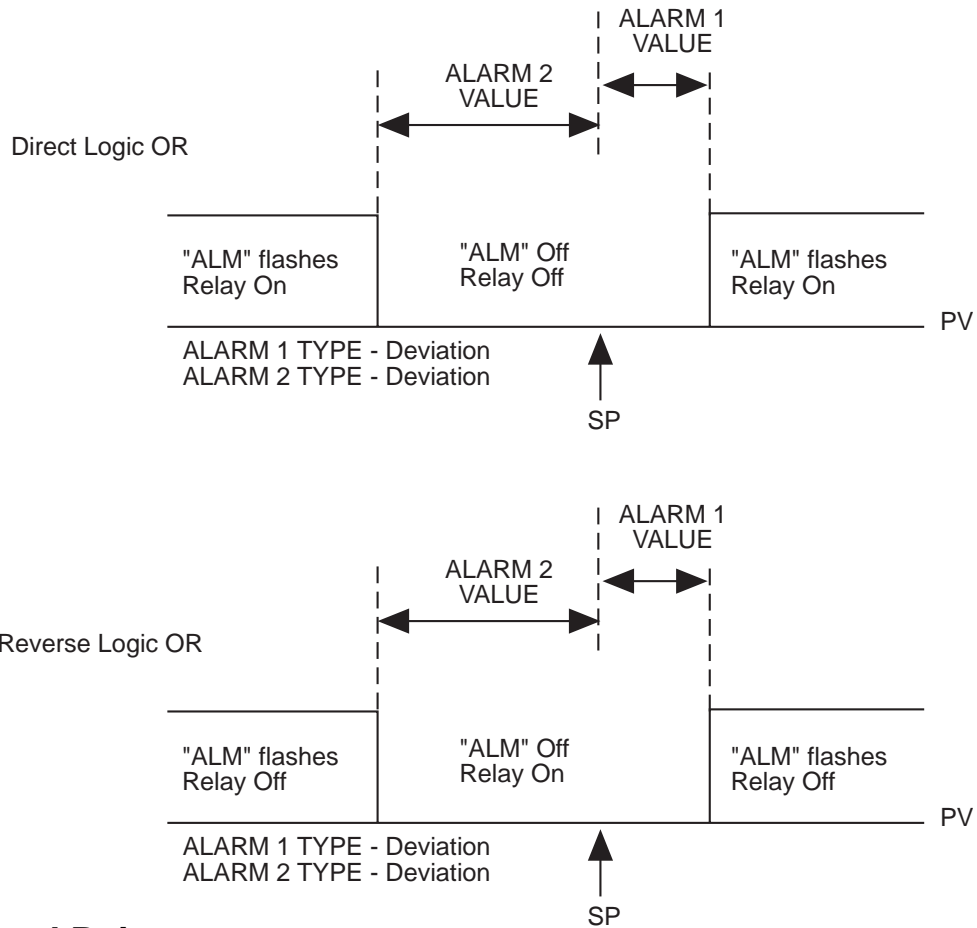 ALARM 1
VALUE
ALARM 2
VALUE
Direct Logic OR
"ALM" flashes
Relay On
"ALM" Off
Relay Off
"ALM" flashes
Relay On
PV
ALARM 1 TYPE - Deviation
ALARM 2 TYPE - Deviation
SP
ALARM 1
VALUE
ALARM 2
VALUE
Reverse Logic OR
"ALM" flashes
Relay Off
"ALM" Off
Relay On
"ALM" flashes
Relay Off
PV
ALARM 1 TYPE - Deviation
ALARM 2 TYPE - Deviation
SP